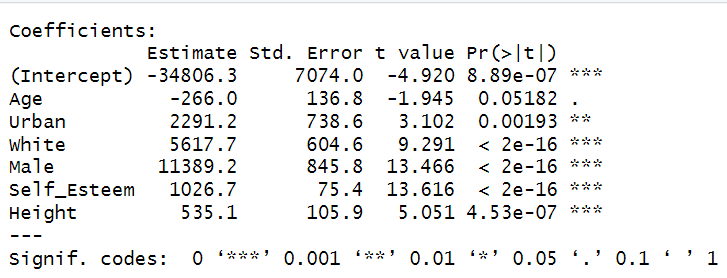 Coefficients:
            Estimate Std. Error t value Pr(>|t|)
(Intercept) -34806.3     7074.0  -4.920 8.89e-07 ***
Age           -266.0      136.8  -1.945  0.05182 .
Urban         2291.2      738.6   3.102  0.00193 **
White         5617.7      604.6   9.291  < 2e-16 ***
Male         11389.2      845.8  13.466  < 2e-16 ***
Self_Esteem   1026.7       75.4  13.616  < 2e-16 ***
Height         535.1      105.9   5.051 4.53e-07 ***
---
Signif. codes:  0 ‘***’ 0.001 ‘**’ 0.01 ‘*’ 0.05 ‘.’ 0.1 ‘ ’ 1